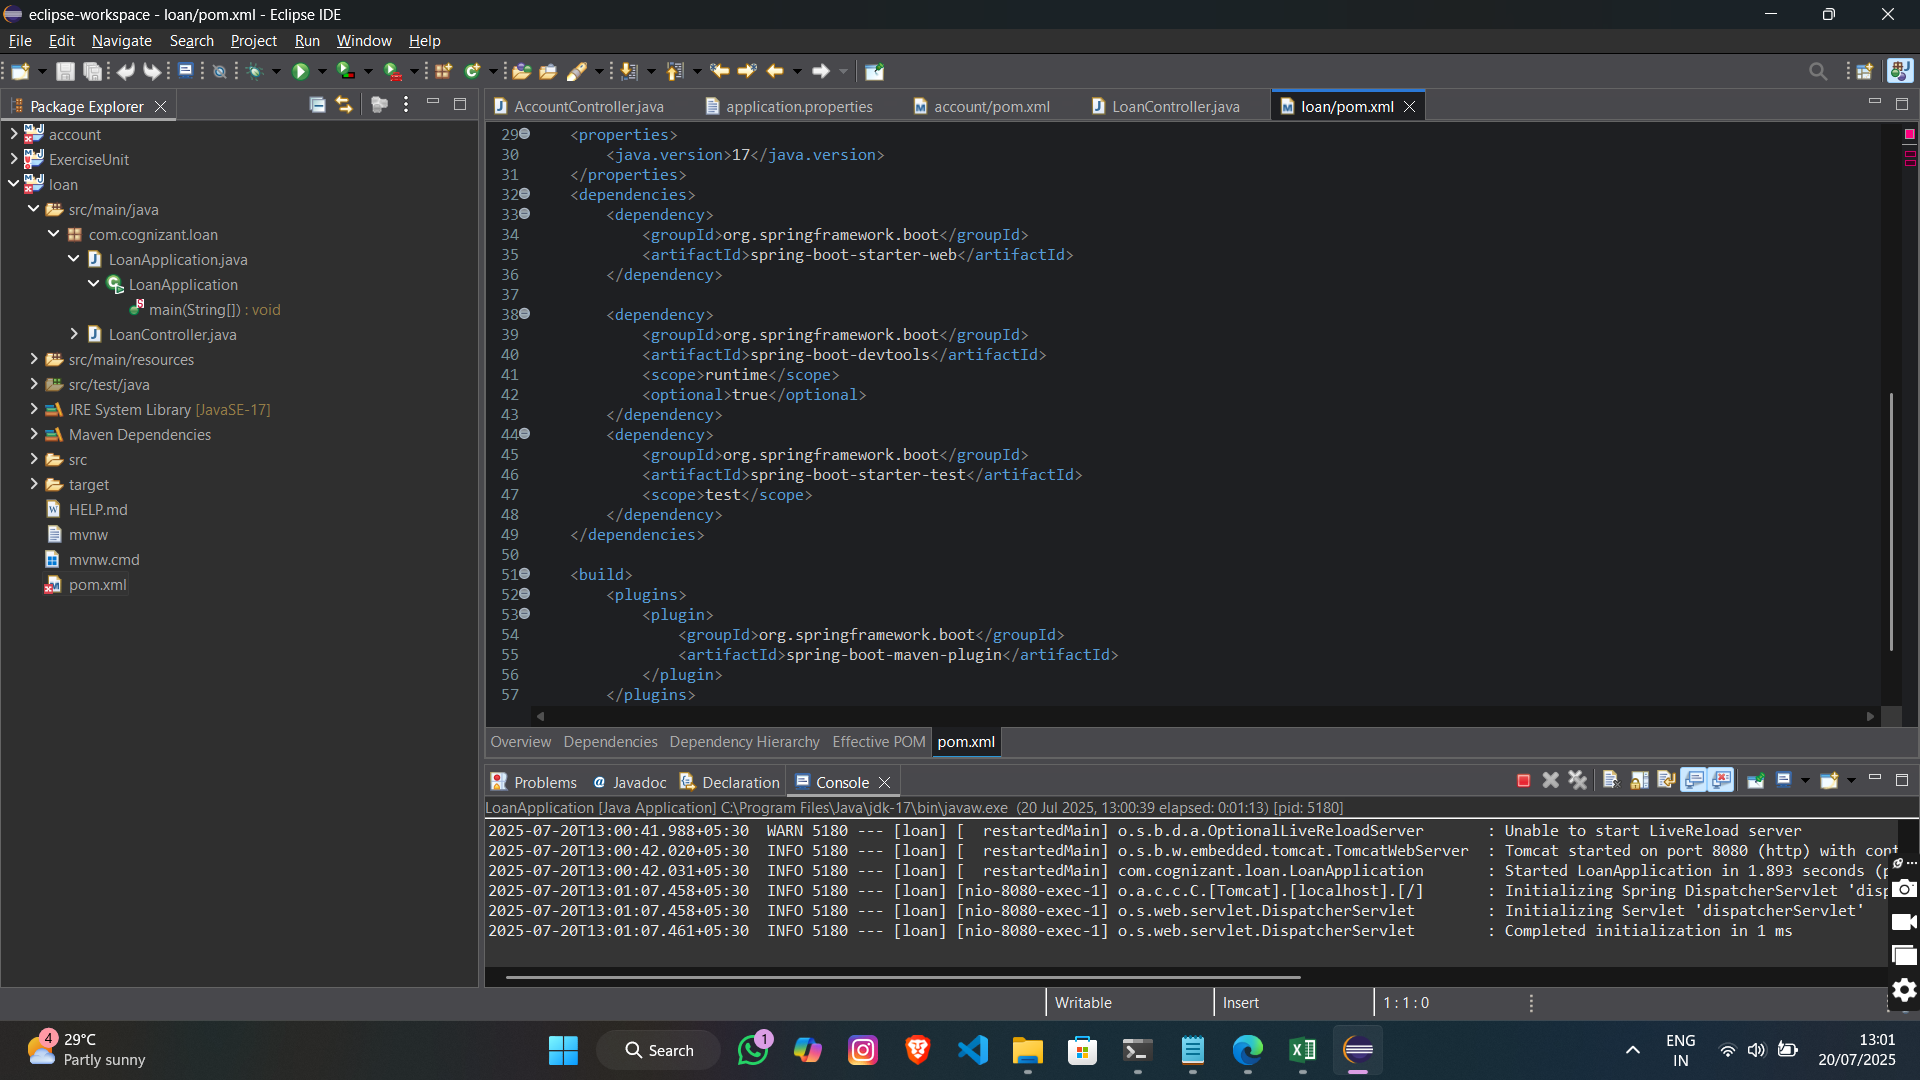 eclipse-workspace - loan/pom.xml - Eclipse IDE
File Edit Navigate Search Project Run Window Help
Package Explorer
account
ExerciseUnit
loan
src/main/java
com.cognizant.loan
LoanApplication.java
LoanApplication
main(String[]) : void
LoanController.java
src/main/resources
src/test/java
JRE System Library [JavaSE-17]
Maven Dependencies
src
target
HELP.md
mvnw
mvnw.cmd
pom.xml
AccountController.java application.properties account/pom.xml LoanController.java loan/pom.xml
29 <properties>
30 <java.version>17</java.version>
31 </properties>
32 <dependencies>
33 <dependency>
34 <groupId>org.springframework.boot</groupId>
35 <artifactId>spring-boot-starter-web</artifactId>
36 </dependency>
37
38 <dependency>
39 <groupId>org.springframework.boot</groupId>
40 <artifactId>spring-boot-devtools</artifactId>
41 <scope>runtime</scope>
42 <optional>true</optional>
43 </dependency>
44 <dependency>
45 <groupId>org.springframework.boot</groupId>
46 <artifactId>spring-boot-starter-test</artifactId>
47 <scope>test</scope>
48 </dependency>
49 </dependencies>
50
51 <build>
52 <plugins>
53 <plugin>
54 <groupId>org.springframework.boot</groupId>
55 <artifactId>spring-boot-maven-plugin</artifactId>
56 </plugin>
57 </plugins>
Overview Dependencies Dependency Hierarchy Effective POM pom.xml
Problems Javadoc Declaration Console
LoanApplication [Java Application] C:\Program Files\Java\jdk-17\bin\javaw.exe (20 Jul 2025, 13:00:39 elapsed: 0:01:13) [pid: 5180]
2025-07-20T13:00:41.988+05:30 WARN 5180 --- [loan] [ restartedMain] o.s.b.d.a.OptionalLiveReloadServer : Unable to start LiveReload server
2025-07-20T13:00:42.020+05:30 INFO 5180 --- [loan] [ restartedMain] o.s.b.w.embedded.tomcat.TomcatWebServer : Tomcat started on port 8080 (http) with cont
2025-07-20T13:00:42.031+05:30 INFO 5180 --- [loan] [ restartedMain] com.cognizant.loan.LoanApplication : Started LoanApplication in 1.893 seconds (p
2025-07-20T13:01:07.458+05:30 INFO 5180 --- [loan] [nio-8080-exec-1] o.a.c.c.C.[Tomcat].[localhost].[/] : Initializing Spring DispatcherServlet 'disp
2025-07-20T13:01:07.458+05:30 INFO 5180 --- [loan] [nio-8080-exec-1] o.s.web.servlet.DispatcherServlet : Initializing Servlet 'dispatcherServlet'
2025-07-20T13:01:07.461+05:30 INFO 5180 --- [loan] [nio-8080-exec-1] o.s.web.servlet.DispatcherServlet : Completed initialization in 1 ms
Writable Insert 1 : 1 : 0
4
29°C
Partly sunny
Search
1
ENG
IN
13:01
20/07/2025